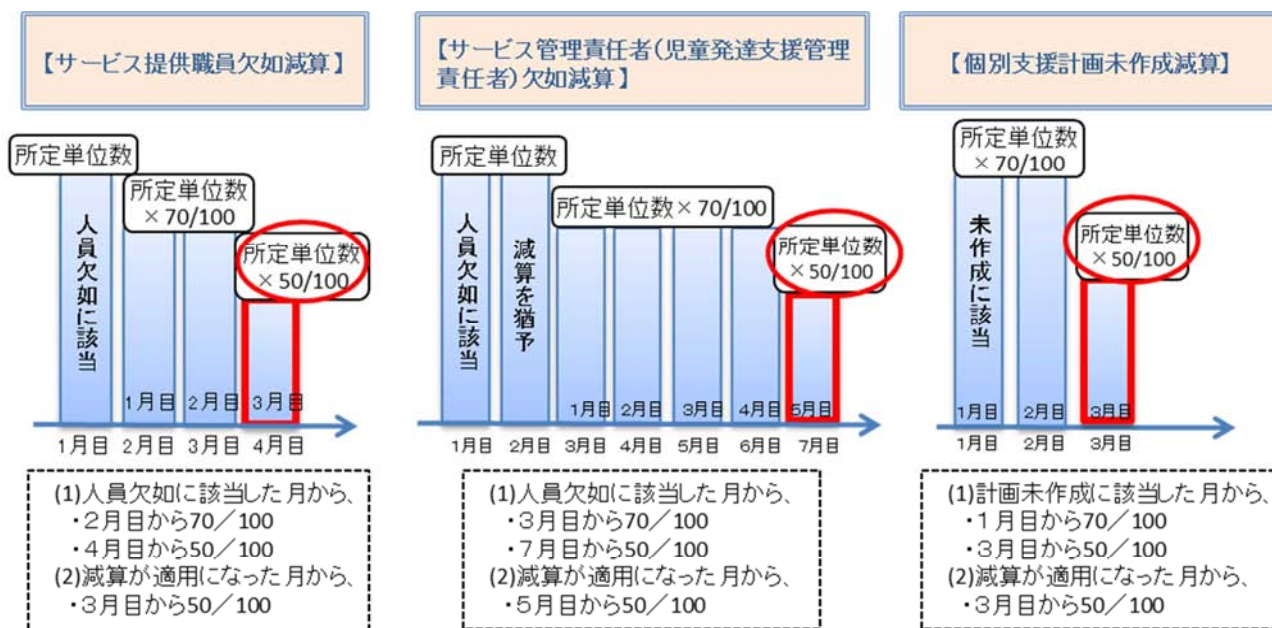 【サービス提供職員欠如減算】
所定単位数
所定単位数
×70/100
所定単位数
×50/100
人員欠如に該当
1月目
2月目
3月目
1月目
2月目
3月目
4月目
(1)人員欠如に該当した月から、
・2月目から70/100
・4月目から50/100
(2)減算が適用になった月から、
・3月目から50/100
【サービス管理責任者(児童発達支援管理
責任者)欠如減算】
所定単位数
所定単位数×70/100
所定単位数
×50/100
人員欠如に該当
減算を猶予
1月目
2月目
3月目
4月目
5月目
1月目
2月目
3月目
4月目
5月目
6月目
7月目
(1)人員欠如に該当した月から、
・3月目から70/100
・7月目から50/100
(2)減算が適用になった月から、
・5月目から50/100
【個別支援計画未作成減算】
所定単位数
×70/100
所定単位数
×50/100
未作成に該当
1月目
2月目
3月目
1月目
2月目
3月目
(1)計画未作成に該当した月から、
・1月目から70/100
・3月目から50/100
(2)減算が適用になった月から、
・3月目から50/100